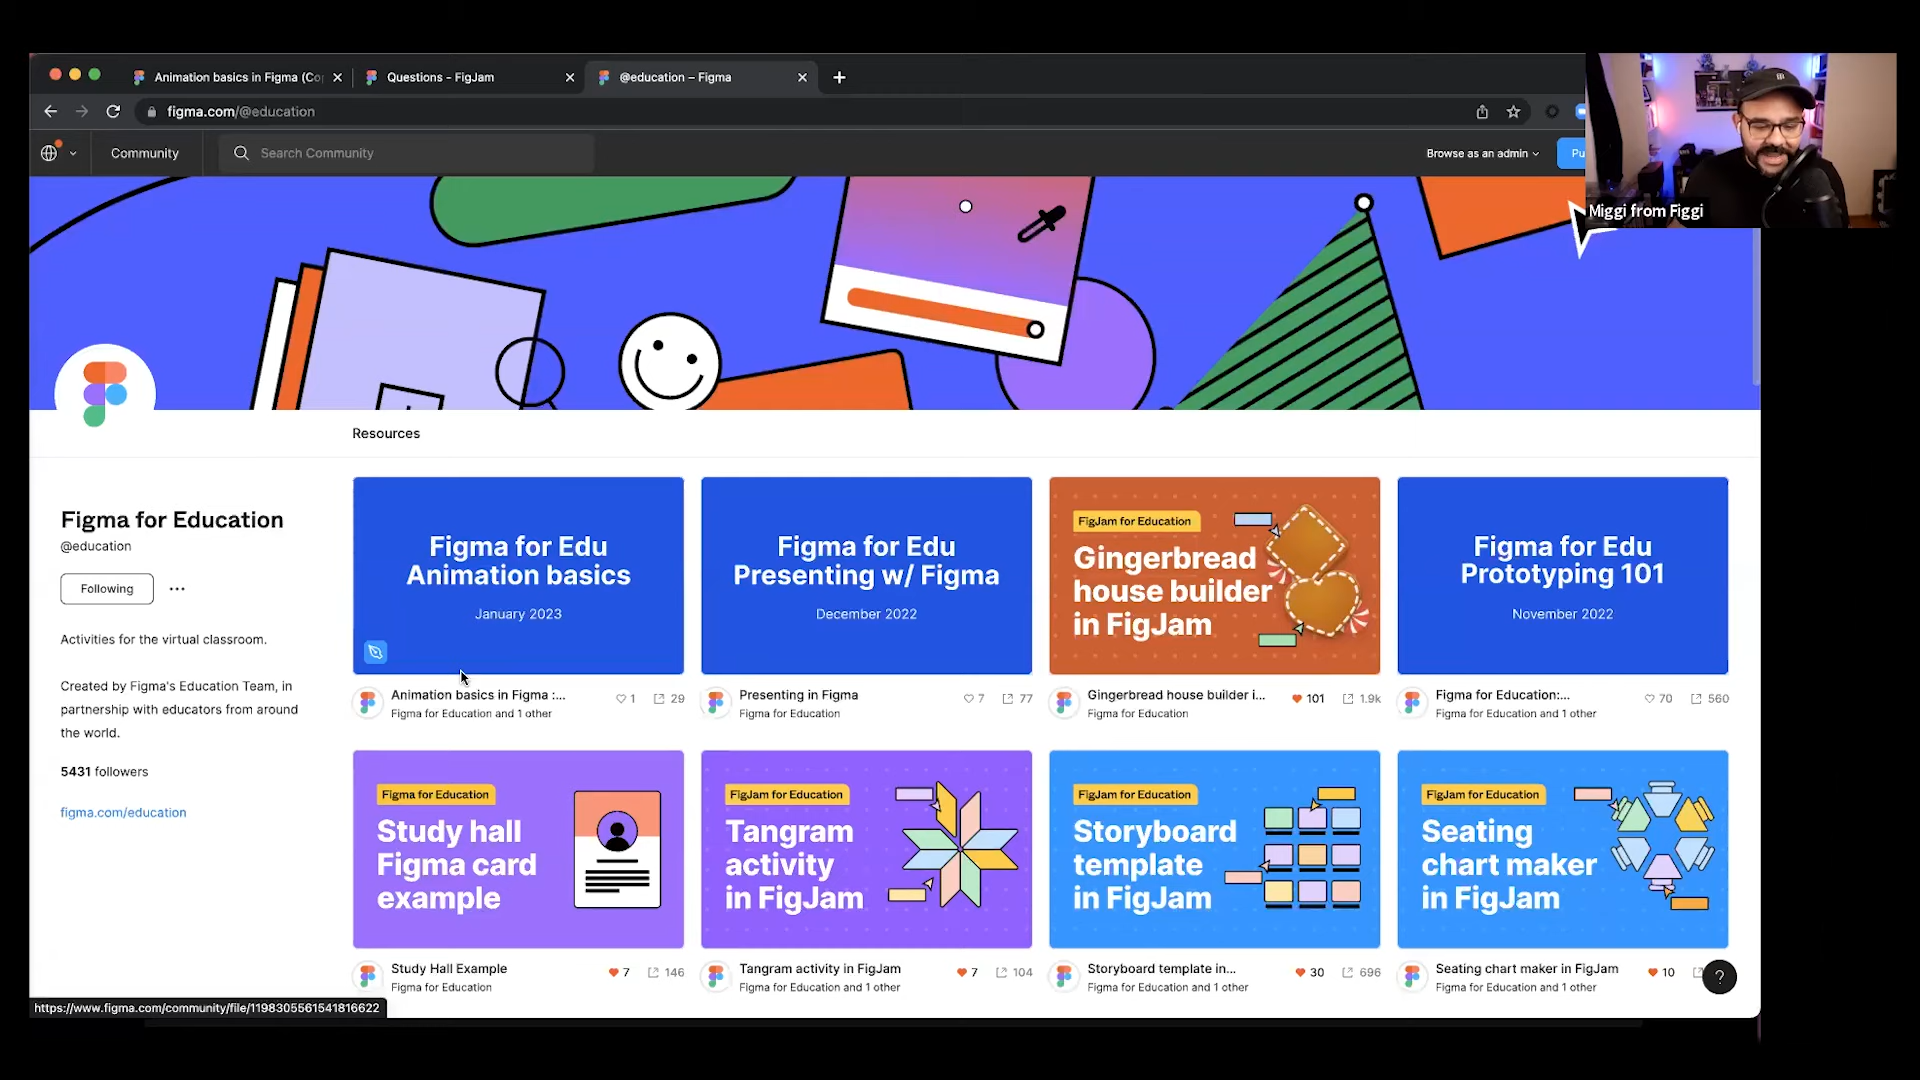 Animation basics in Figma (Co
Questions - FigJam
@education – Figma
figma.com/@education
Community
Search Community
Browse as an admin
Pu
Miggi from Figgi
Resources
Figma for Education
@education
Following
Activities for the virtual classroom.
Created by Figma's Education Team, in
partnership with educators from around
the world.
5431 followers
figma.com/education
Figma for Edu
Animation basics
January 2023
Animation basics in Figma :...
1
29
Figma for Education and 1 other
Figma for Edu
Presenting w/ Figma
December 2022
Presenting in Figma
7
77
Figma for Education
FigJam for Education
Gingerbread
house builder
in FigJam
Gingerbread house builder i...
101
1.9k
Figma for Education
Figma for Edu
Prototyping 101
November 2022
Figma for Education:...
70
560
Figma for Education and 1 other
Figma for Education
Study hall
Figma card
example
Study Hall Example
7
146
Figma for Education
FigJam for Education
Tangram
activity
in FigJam
Tangram activity in FigJam
7
104
Figma for Education and 1 other
FigJam for Education
Storyboard
template
in FigJam
Storyboard template in...
30
696
Figma for Education and 1 other
FigJam for Education
Seating
chart maker
in FigJam
Seating chart maker in FigJam
10
Figma for Education and 1 other
?
https://www.figma.com/community/file/1198305561541816622